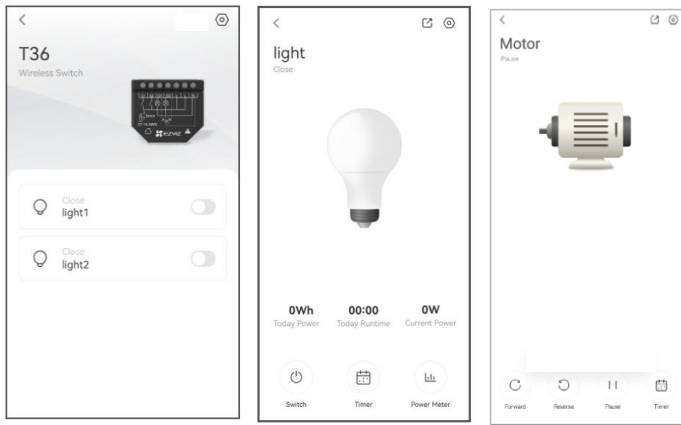 T36
Wireless Switch
EZVIZ
Close
light1
Close
light2
light
Close
0Wh
00:00
0W
Today Power
Today Runtime
Current Power
Switch
Timer
Power Meter
Motor
Pause
Forward
Reverse
Pause
Timer